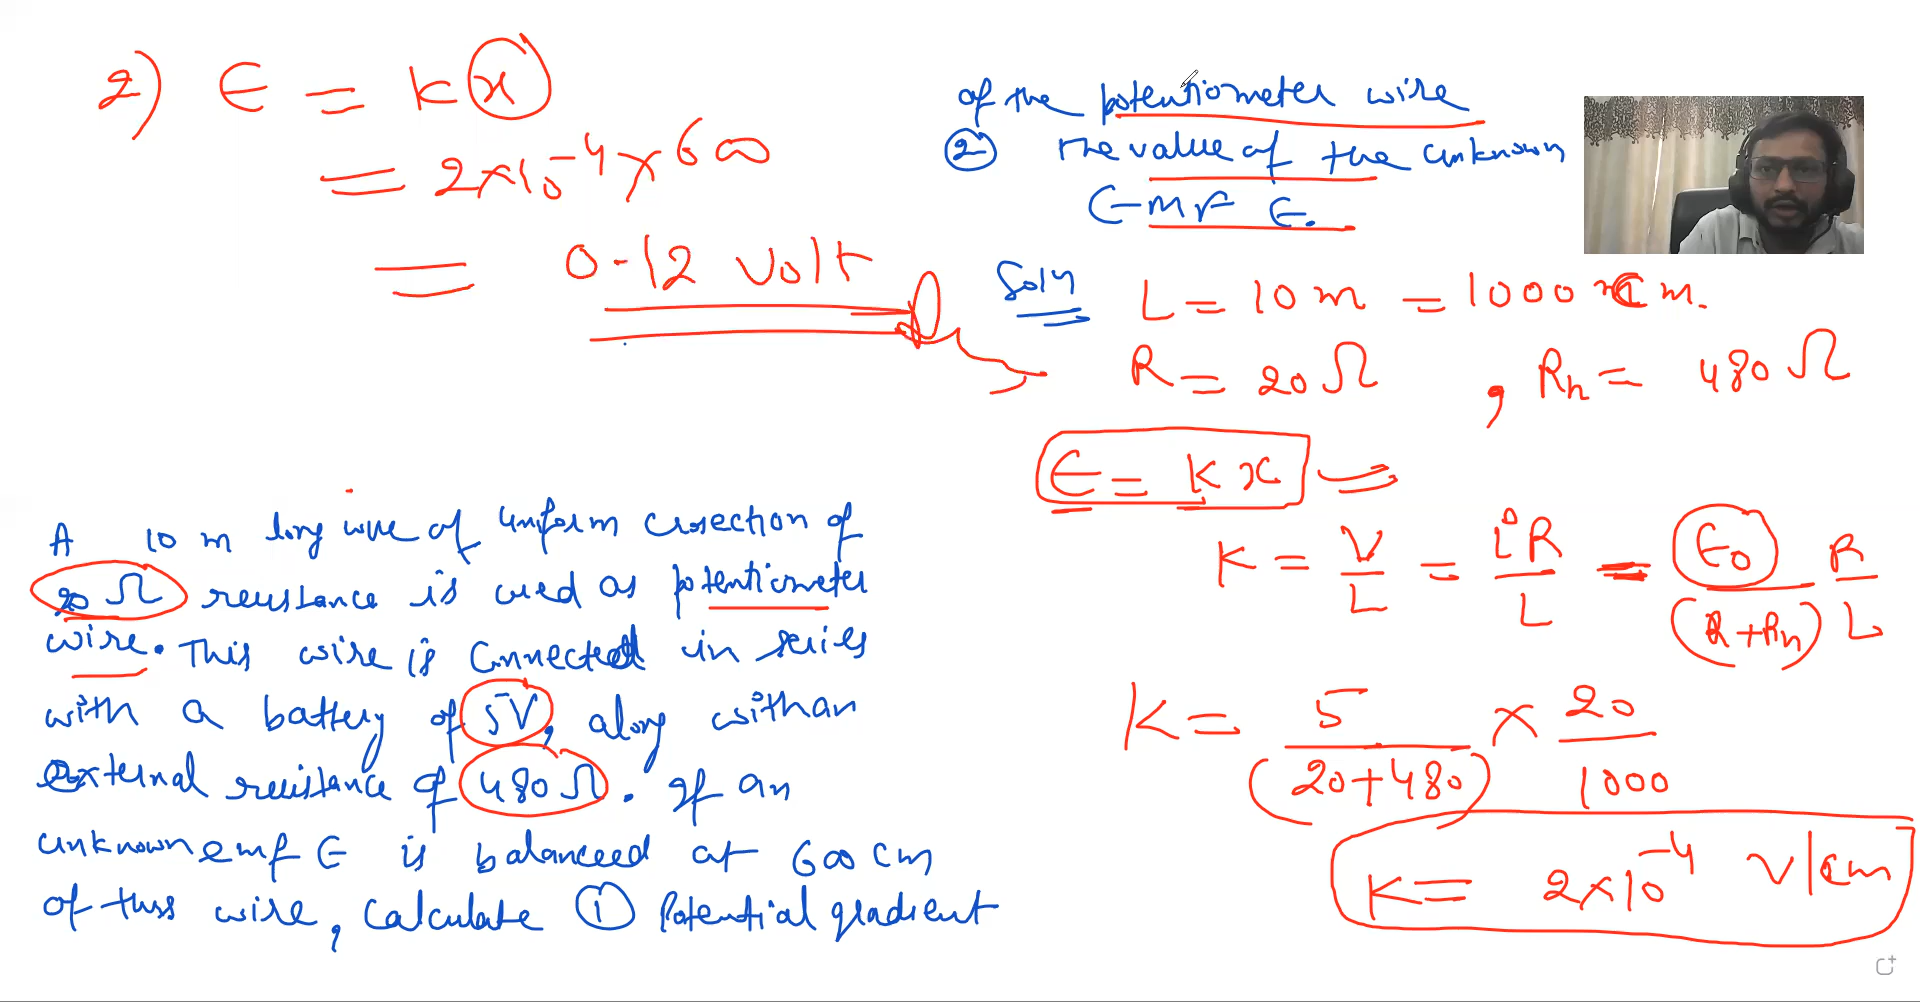 2) ϵ = k x
= 2×10⁻⁴ × 600
= 0.12 Volt
A 10 m long wire of uniform crosection of
20 Ω resistance is used as potentiometer
wire. This wire is Connected in series
with a battery of 5V, along with an
external resistance of 480 Ω. If an
unknown emf ϵ is balanceed at 600 cm
of this wire, Calculate ① Potential gradient
of the potentiometer wire
② The value of the unknown
Emf ϵ.
Soln L = 10 m = 1000 cm.
R = 20 Ω , Rh = 480 Ω
ϵ = k x
K = V/L = iR/L = ϵ₀/(R+Rh) R/L
K = 5/(20+480) × 20/1000
K = 2×10⁻⁴ V/cm